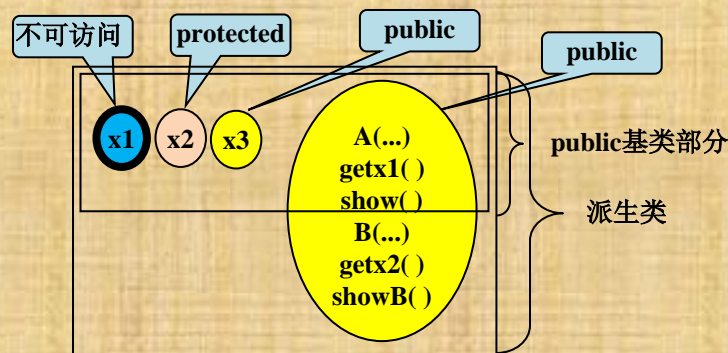 不可访问
protected
public
public
x1
x2
x3
A(...)
getx1( )
show( )
B(...)
getx2( )
showB( )
public基类部分
派生类